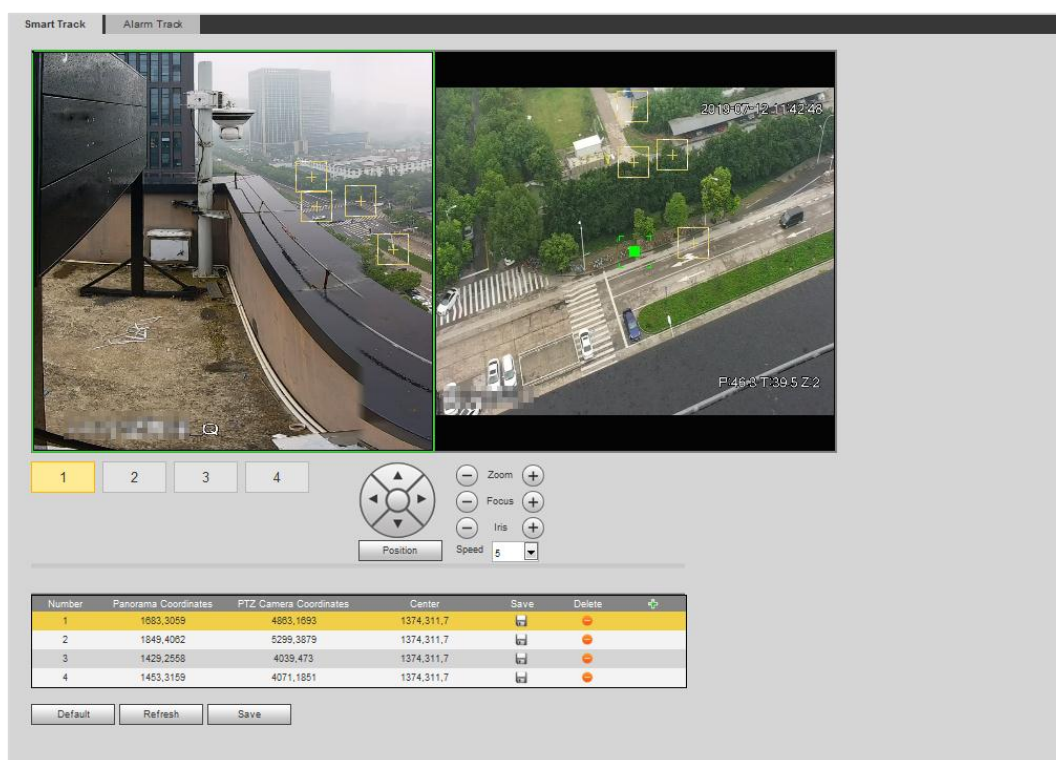 Smart Track
Alarm Track
2019-07-12 11:42:48
P:46.8 T:39.5 Z:2
1 2 3 4
Zoom
Focus
Iris
Position
Speed 5
Number Panorama Coordinates PTZ Camera Coordinates Center Save Delete
1 1683,3059 4863,1693 1374,311,7
2 1849,4062 5299,3879 1374,311,7
3 1429,2558 4039,473 1374,311,7
4 1453,3159 4071,1851 1374,311,7
Default Refresh Save